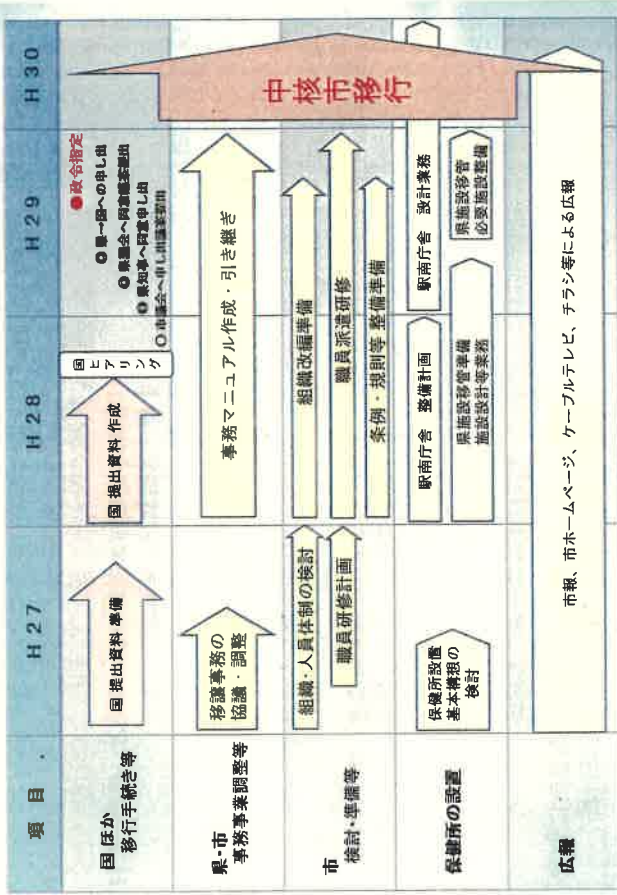 項目
H27
H28
H29
H30
国ほか
移行手続き等
国 提出資料 準備
国 提出資料 作成
国ヒアリング
●政令指定
県→国への申し出
県議会へ同意議案提出
県知事へ同意申し出
市議会へ申し出議案提出
県・市
事務事業調整等
移譲事務の
協議・調整
事務マニュアル作成・引き継ぎ
市
検討・準備等
組織・人員体制の検討
組織改編準備
職員研修計画
職員派遣研修
条例・規則等 整備準備
中核市移行
保健所の設置
保健所設置
基本構想の
検討
駅南庁舎 整備計画
駅南庁舎 設計業務
県施設移管準備
施設設計等業務
県施設移管
必要施設整備
広報
市報、市ホームページ、ケーブルテレビ、チラシ等による広報